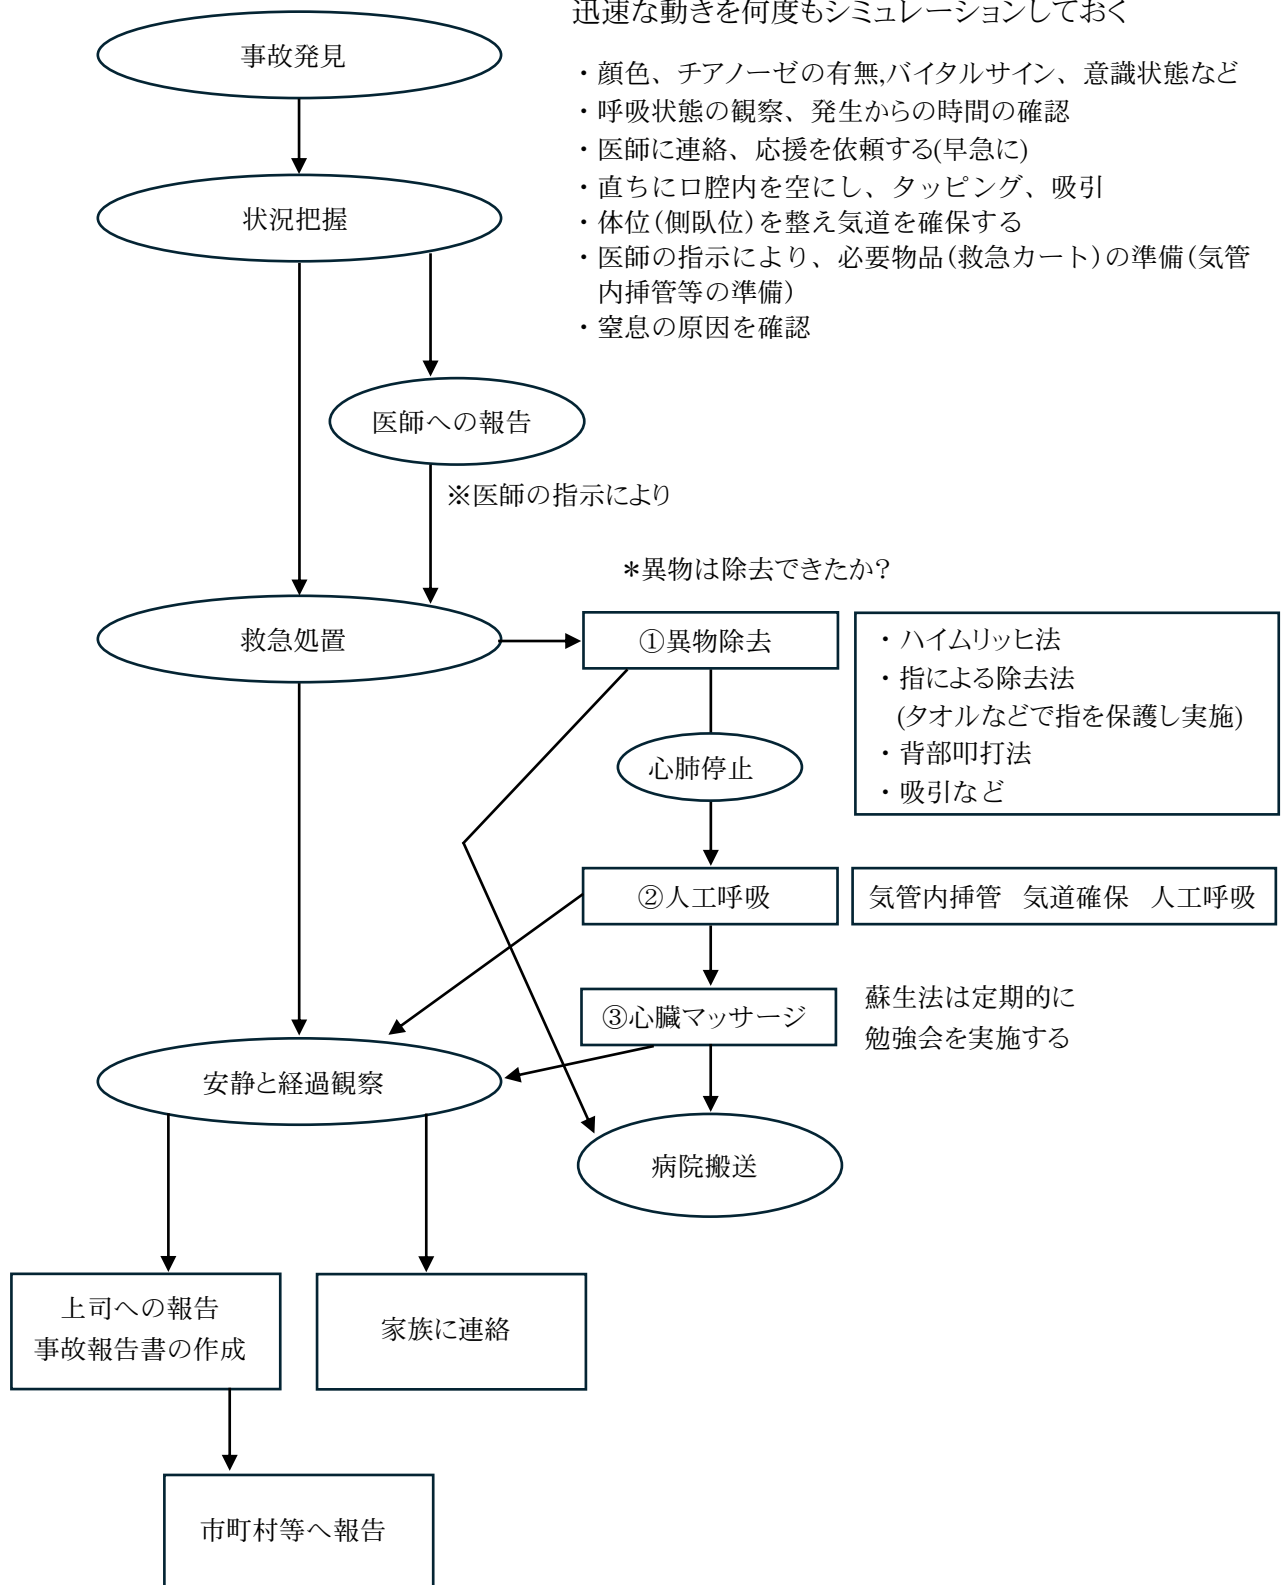 迅速な動きを何度もシミュレーションしておく
事故発見
・顔色、チアノーゼの有無,バイタルサイン、意識状態など
・呼吸状態の観察、発生からの時間の確認
・医師に連絡、応援を依頼する(早急に)
・直ちに口腔内を空にし、タッピング、吸引
・体位(側臥位)を整え気道を確保する
・医師の指示により、必要物品(救急カート)の準備(気管
内挿管等の準備)
・窒息の原因を確認
状況把握
医師への報告
※医師の指示により
*異物は除去できたか?
救急処置
①異物除去
・ハイムリッヒ法
・指による除去法
(タオルなどで指を保護し実施)
・背部叩打法
・吸引など
心肺停止
②人工呼吸
気管内挿管 気道確保 人工呼吸
③心臓マッサージ
蘇生法は定期的に
勉強会を実施する
安静と経過観察
病院搬送
上司への報告
事故報告書の作成
家族に連絡
市町村等へ報告